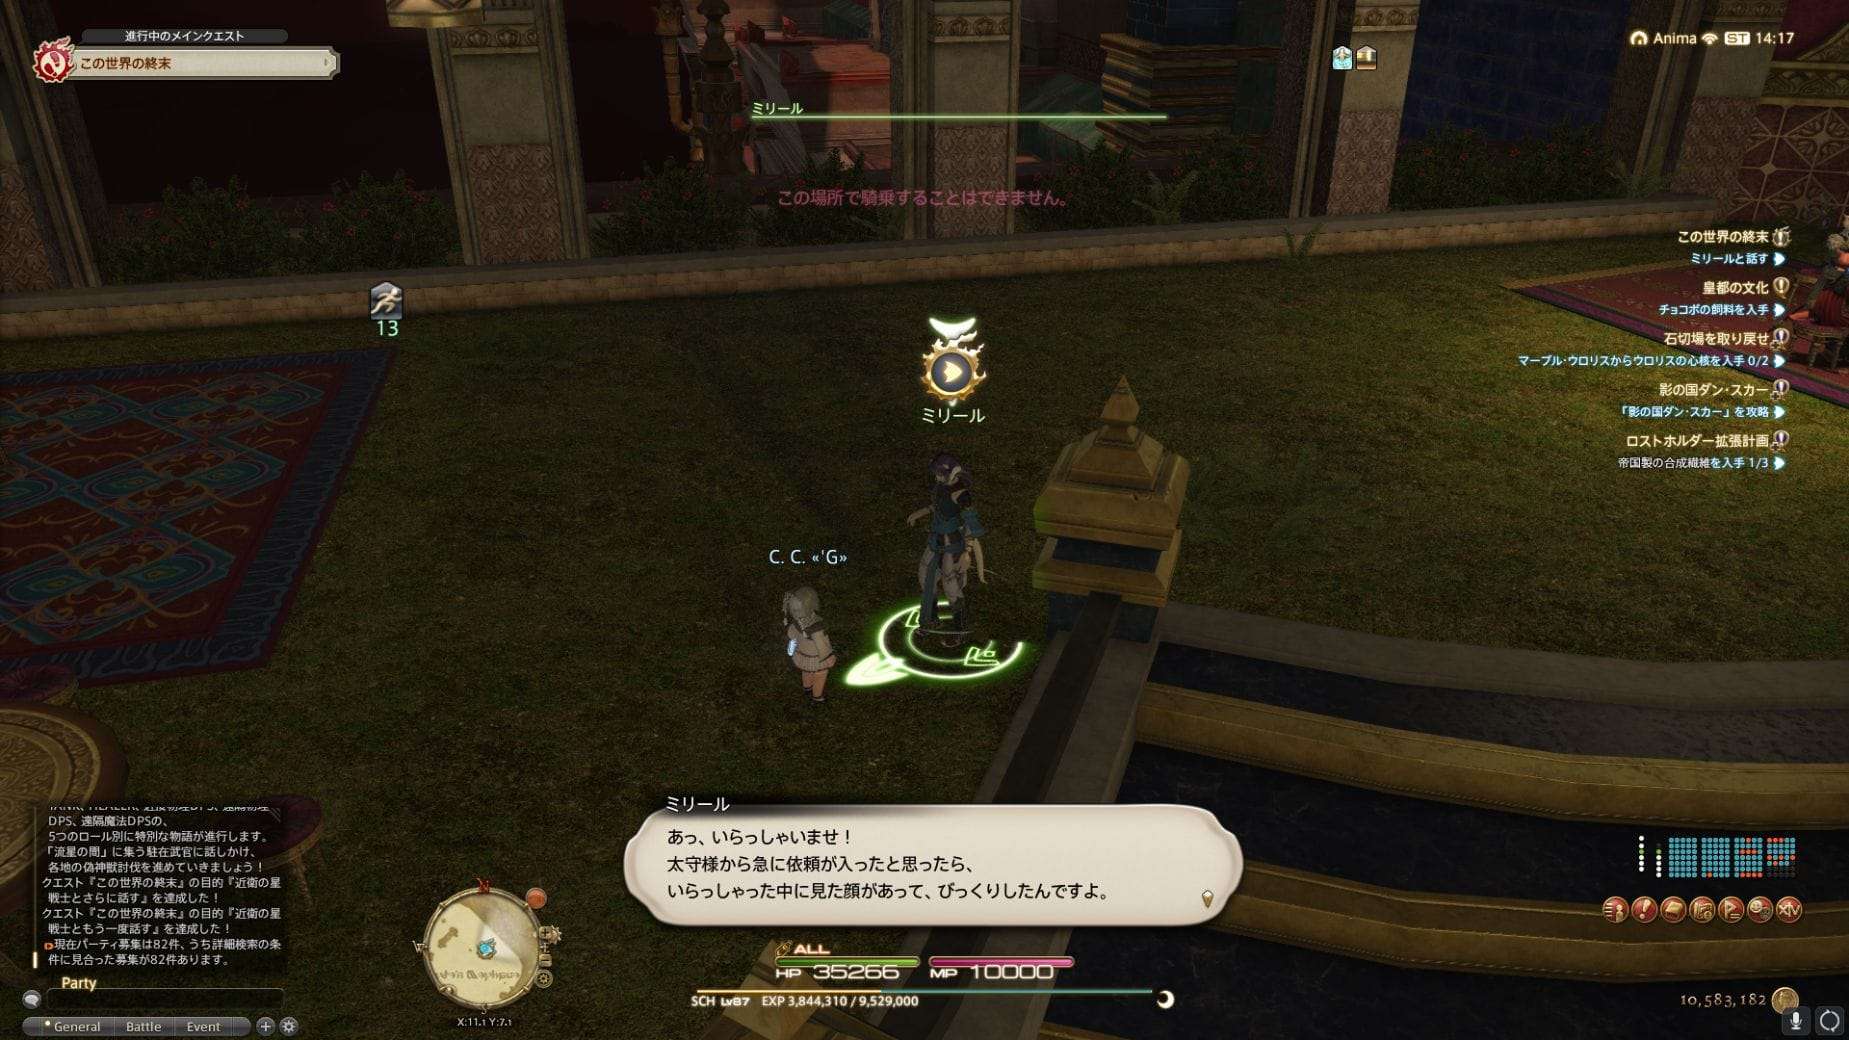 進行中のメインクエスト
この世界の終末
Anima ST 14:17
ミリール
この場所で騎乗することはできません。
この世界の終末
ミリールと話す
皇都の文化
チョコボの飼料を入手
石切場を取り戻せ
マーブル・ウロリスからウロリスの心核を入手 0/2
影の国ダン・スカー
「影の国ダン・スカー」を攻略
ロストホルダー拡張計画
帝国製の合成繊維を入手 1/3
13
ミリール
C. C. «'G»
ミリール
あっ、いらっしゃいませ！
太守様から急に依頼が入ったと思ったら、
いらっしゃった中に見た顔があって、びっくりしたんですよ。
TANK、HEALER、近接物理DPS、遠隔物理
DPS、遠隔魔法DPSの、
5つのロール別に特別な物語が進行します。
「流星の間」に集う駐在武官に話しかけ、
各地の偽神獣討伐を進めていきましょう！
クエスト『この世界の終末』の目的『近衛の星
戦士とさらに話す』を達成した！
クエスト『この世界の終末』の目的『近衛の星
戦士ともう一度話す』を達成した！
現在パーティ募集は82件、うち詳細検索の条
件に見合った募集が82件あります。
Party
General Battle Event
X:11.1 Y:7.1
ALL
HP 35266 MP 10000
SCH Lv87 EXP 3,844,310 / 9,529,000
XIV
10,583,182